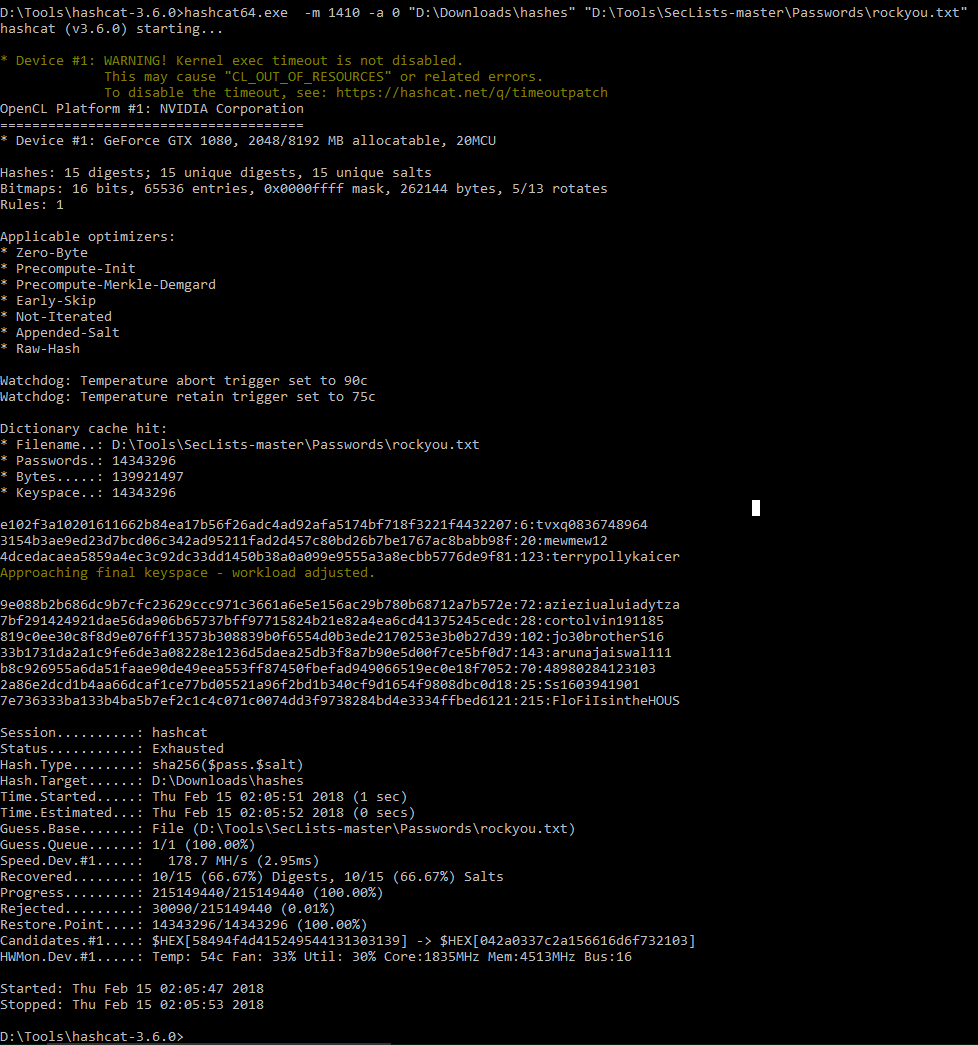 D:\Tools\hashcat-3.6.0>hashcat64.exe  -m 1410 -a 0 "D:\Downloads\hashes" "D:\Tools\SecLists-master\Passwords\rockyou.txt"
hashcat (v3.6.0) starting...
* Device #1: WARNING! Kernel exec timeout is not disabled.
This may cause "CL_OUT_OF_RESOURCES" or related errors.
To disable the timeout, see: https://hashcat.net/q/timeoutpatch
OpenCL Platform #1: NVIDIA Corporation
======================================
* Device #1: GeForce GTX 1080, 2048/8192 MB allocatable, 20MCU
Hashes: 15 digests; 15 unique digests, 15 unique salts
Bitmaps: 16 bits, 65536 entries, 0x0000ffff mask, 262144 bytes, 5/13 rotates
Rules: 1
Applicable optimizers:
* Zero-Byte
* Precompute-Init
* Precompute-Merkle-Demgard
* Early-Skip
* Not-Iterated
* Appended-Salt
* Raw-Hash
Watchdog: Temperature abort trigger set to 90c
Watchdog: Temperature retain trigger set to 75c
Dictionary cache hit:
* Filename..: D:\Tools\SecLists-master\Passwords\rockyou.txt
* Passwords.: 14343296
* Bytes.....: 139921497
* Keyspace..: 14343296
e102f3a10201611662b84ea17b56f26adc4ad92afa5174bf718f3221f4432207:6:tvxq0836748964
3154b3ae9ed23d7bcd06c342ad95211fad2d457c80bd26b7be1767ac8babb98f:20:mewmew12
4dcedacaea5859a4ec3c92dc33dd1450b38a0a099e9555a3a8ecbb5776de9f81:123:terrypollykaicer
Approaching final keyspace - workload adjusted.
9e088b2b686dc9b7cfc23629ccc971c3661a6e5e156ac29b780b68712a7b572e:72:azieziualuiadytza
7bf291424921dae56da906b65737bff97715824b21e82a4ea6cd41375245cedc:28:cortolvin191185
819c0ee30c8f8d9e076ff13573b308839b0f6554d0b3ede2170253e3b0b27d39:102:jo30brotherS16
33b1731da2a1c9fe6de3a08228e1236d5daea25db3f8a7b90e5d00f7ce5bf0d7:143:arunajaiswal111
b8c926955a6da51faae90de49eea553ff87450fbefad949066519ec0e18f7052:70:48980284123103
2a86e2dcd1b4aa66dcaf1ce77bd05521a96f2bd1b340cf9d1654f9808dbc0d18:25:Ss1603941901
7e736333ba133b4ba5b7ef2c1c4c071c0074dd3f9738284bd4e3334ffbed6121:215:FloFiIsintheHOUS
Session..........: hashcat
Status...........: Exhausted
Hash.Type........: sha256($pass.$salt)
Hash.Target......: D:\Downloads\hashes
Time.Started.....: Thu Feb 15 02:05:51 2018 (1 sec)
Time.Estimated...: Thu Feb 15 02:05:52 2018 (0 secs)
Guess.Base.......: File (D:\Tools\SecLists-master\Passwords\rockyou.txt)
Guess.Queue......: 1/1 (100.00%)
Speed.Dev.#1.....:   178.7 MH/s (2.95ms)
Recovered........: 10/15 (66.67%) Digests, 10/15 (66.67%) Salts
Progress.........: 215149440/215149440 (100.00%)
Rejected.........: 30090/215149440 (0.01%)
Restore.Point....: 14343296/14343296 (100.00%)
Candidates.#1....: $HEX[58494f4d415249544131303139] -> $HEX[042a0337c2a156616d6f732103]
HWMon.Dev.#1.....: Temp: 54c Fan: 33% Util: 30% Core:1835MHz Mem:4513MHz Bus:16
Started: Thu Feb 15 02:05:47 2018
Stopped: Thu Feb 15 02:05:53 2018
D:\Tools\hashcat-3.6.0>